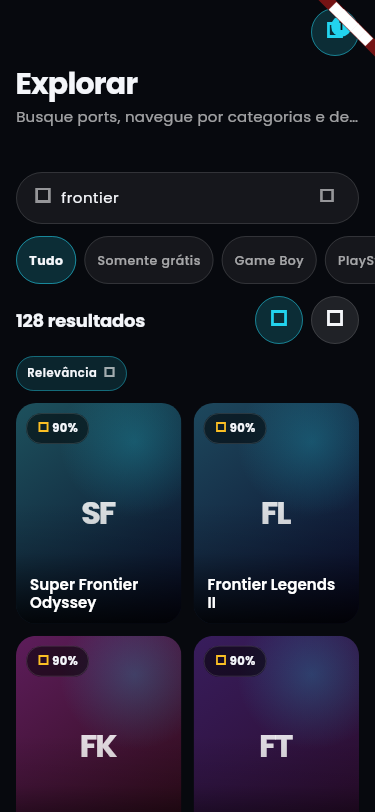 Explorar
Busque ports, navegue por categorias e de...
frontier
Tudo
Somente grátis
Game Boy
PlayS
128 resultados
Relevância
90%
90%
SF
FL
Super Frontier
Odyssey
Frontier Legends
II
90%
90%
FK
FT